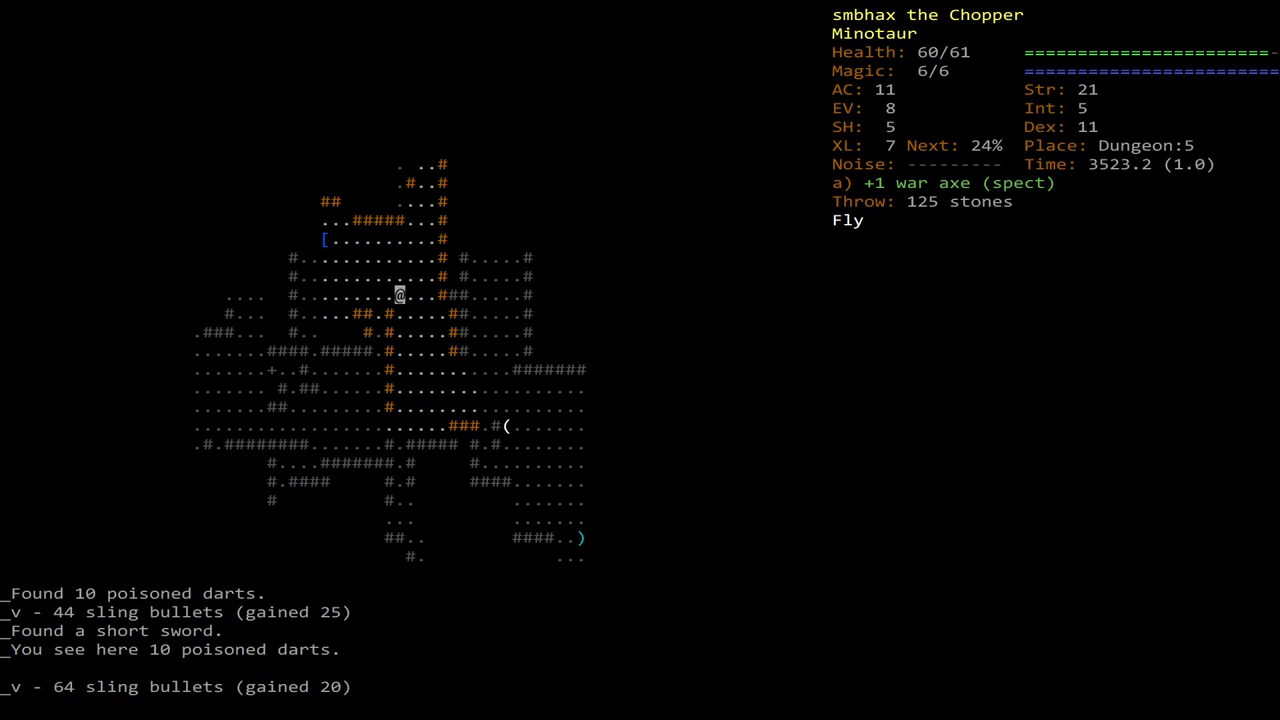 smbhax the Chopper
Minotaur
Health: 60/61 ========================-
Magic: 6/6 ========================
AC: 11 Str: 21
EV: 8 Int: 5
SH: 5 Dex: 11
XL: 7 Next: 24% Place: Dungeon:5
Noise: --------- Time: 3523.2 (1.0)
a) +1 war axe (spect)
Throw: 125 stones
Fly
. ..#
.#..#
## ....#
...#####...#
[..........#
#............# #.....#
#............# #.....#
.... #.........@...###.....#
#... #.....##.#.....##.....#
.###... #.. #.#.....##.....#
.......####.#####.#.....##.....#
.......+..#.......#...........#######
....... #.##......#..................
.......##.........#..................
........................###.#(.......
.#.########.......#.##### #.#........
#....#######.# #..........
#.#### #.# ####.......
# #.. .......
... .......
##.. ####..)
#. ...
_Found 10 poisoned darts.
_v - 44 sling bullets (gained 25)
_Found a short sword.
_You see here 10 poisoned darts.
_v - 64 sling bullets (gained 20)